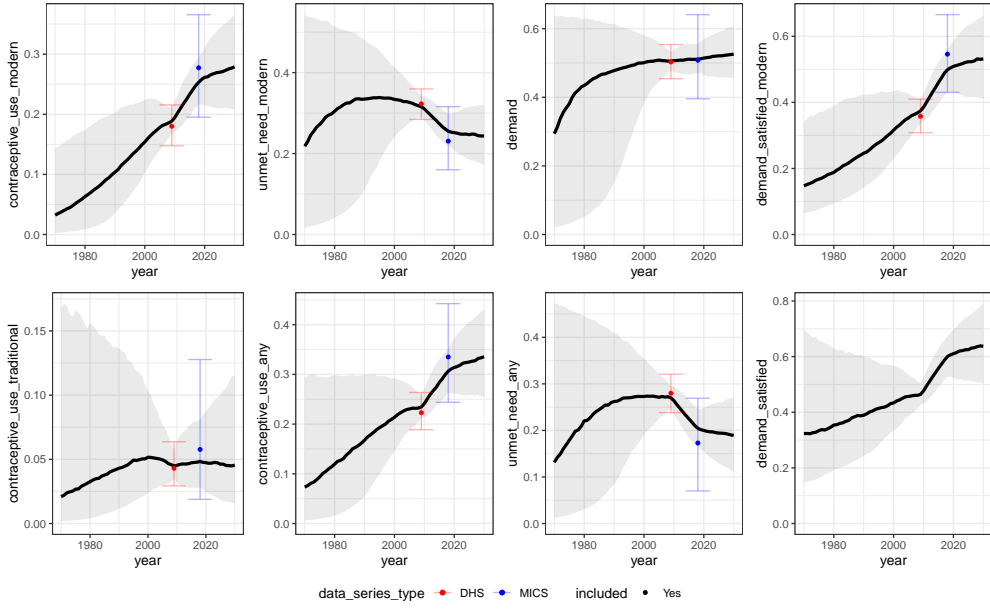 contraceptive_use_modern
0.3
0.2
0.1
0.0
1980 2000 2020
year
unmet_need_modern
0.4
0.2
0.0
1980 2000 2020
year
demand
0.6
0.4
0.2
0.0
1980 2000 2020
year
demand_satisfied_modern
0.6
0.4
0.2
0.0
1980 2000 2020
year
contraceptive_use_traditional
0.15
0.10
0.05
0.00
1980 2000 2020
year
contraceptive_use_any
0.4
0.3
0.2
0.1
0.0
1980 2000 2020
year
unmet_need_any
0.4
0.3
0.2
0.1
0.0
1980 2000 2020
year
demand_satisfied
0.8
0.6
0.4
0.2
0.0
1980 2000 2020
year
data_series_type DHS MICS included Yes